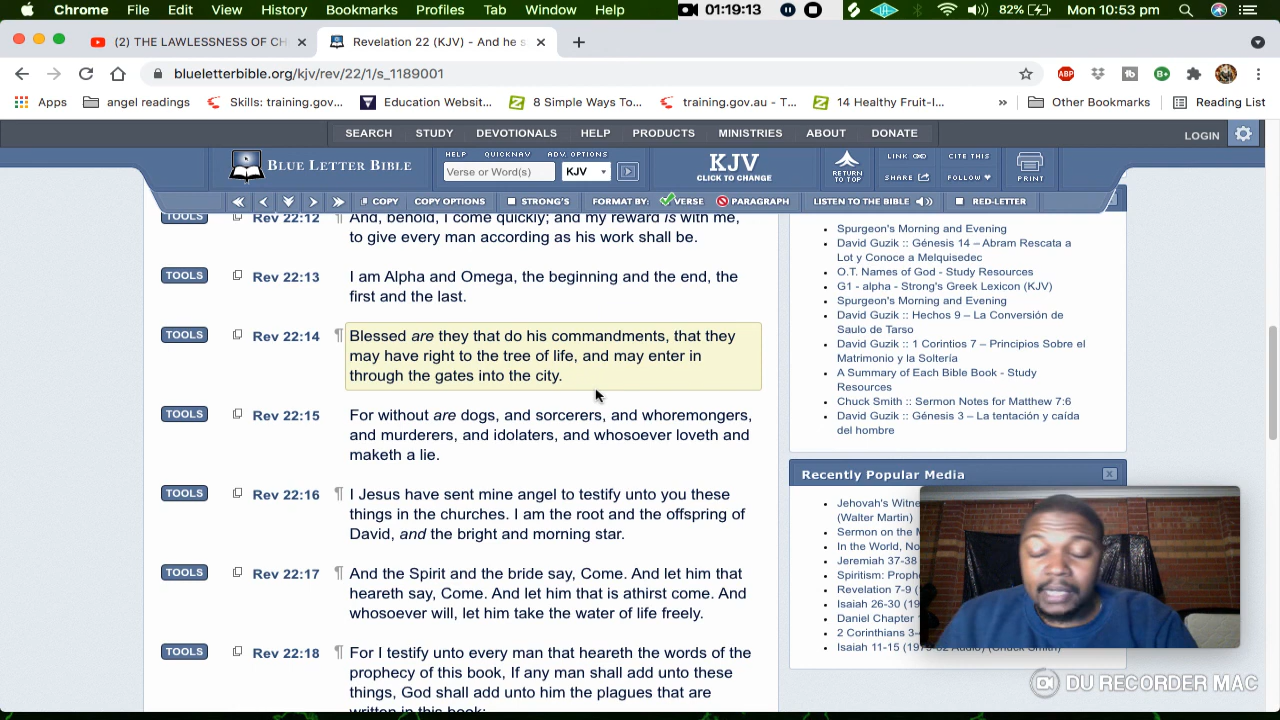 Chrome File Edit View History Bookmarks Profiles Tab Window Help 01:19:13 82% Mon 10:53 pm
(2) THE LAWLESSNESS OF CH Revelation 22 (KJV) - And he s
blueletterbible.org/kjv/rev/22/1/s_1189001 ABP
Apps angel readings Skills: training.gov... Education Websit... 8 Simple Ways To... training.gov.au - T... 14 Healthy Fruit-I... » Other Bookmarks Reading List
SEARCH STUDY DEVOTIONALS HELP PRODUCTS MINISTRIES ABOUT DONATE LOGIN
HELP QUICKNAV ADV. OPTIONS
BLUE LETTER BIBLE Verse or Word(s) KJV
KJV
CLICK TO CHANGE
RETURN TO TOP
LINK CITE THIS
SHARE FOLLOW PRINT
COPY COPY OPTIONS STRONG'S FORMAT BY: VERSE PARAGRAPH LISTEN TO THE BIBLE RED-LETTER
TOOLS Rev 22:12 ¶ And, behold, I come quickly; and my reward is with me,
to give every man according as his work shall be.
TOOLS Rev 22:13 I am Alpha and Omega, the beginning and the end, the
first and the last.
TOOLS Rev 22:14 ¶ Blessed are they that do his commandments, that they
may have right to the tree of life, and may enter in
through the gates into the city.
TOOLS Rev 22:15 For without are dogs, and sorcerers, and whoremongers,
and murderers, and idolaters, and whosoever loveth and
maketh a lie.
TOOLS Rev 22:16 ¶ I Jesus have sent mine angel to testify unto you these
things in the churches. I am the root and the offspring of
David, and the bright and morning star.
TOOLS Rev 22:17 ¶ And the Spirit and the bride say, Come. And let him that
heareth say, Come. And let him that is athirst come. And
whosoever will, let him take the water of life freely.
TOOLS Rev 22:18 ¶ For I testify unto every man that heareth the words of the
prophecy of this book, If any man shall add unto these
things, God shall add unto him the plagues that are
written in this book:
Spurgeon's Morning and Evening
David Guzik :: Génesis 14 – Abram Rescata a
Lot y Conoce a Melquisedec
O.T. Names of God - Study Resources
G1 - alpha - Strong's Greek Lexicon (KJV)
Spurgeon's Morning and Evening
David Guzik :: Hechos 9 – La Conversión de
Saulo de Tarso
David Guzik :: 1 Corintios 7 – Principios Sobre el
Matrimonio y la Soltería
A Summary of Each Bible Book - Study
Resources
Chuck Smith :: Sermon Notes for Matthew 7:6
David Guzik :: Génesis 3 – La tentación y caída
del hombre
Recently Popular Media
Jehovah's Witne
(Walter Martin)
Sermon on the M
In the World, No
Jeremiah 37-38
Spiritism: Proph
Revelation 7-9 (
Isaiah 26-30 (19
Daniel Chapter
2 Corinthians 3-
Isaiah 11-15 (1979-82 Audio) (Chuck Smith)
DU RECORDER MAC